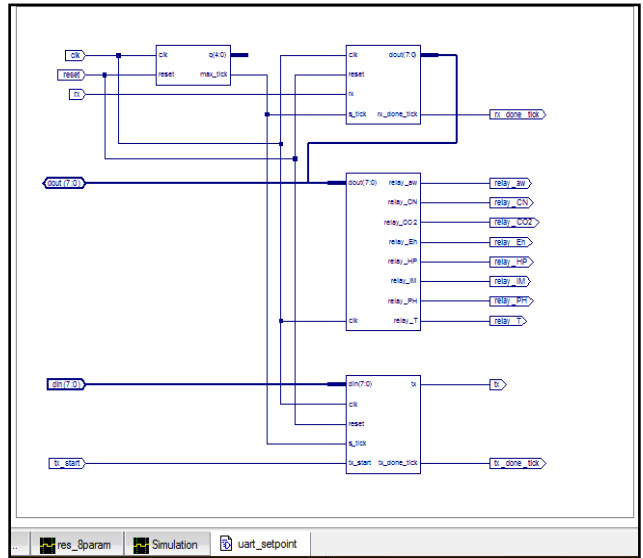 clk clk q(4:0) clk dout(7:0)
reset reset max_tick reset
rx rx
s_tick rx_done_tick rx_done_tick
dout(7:0) dout(7:0) relay_aw relay_aw
relay_CN relay_CN
relay_CO2 relay_CO2
relay_Eh relay_Eh
relay_HP relay_HP
relay_IM relay_IM
relay_PH relay_PH
clk relay_T relay_T
din(7:0) din(7:0) tx tx
clk
reset
s_tick
tx_start tx_start tx_done_tick tx_done_tick
.. res_8param Simulation uart_setpoint